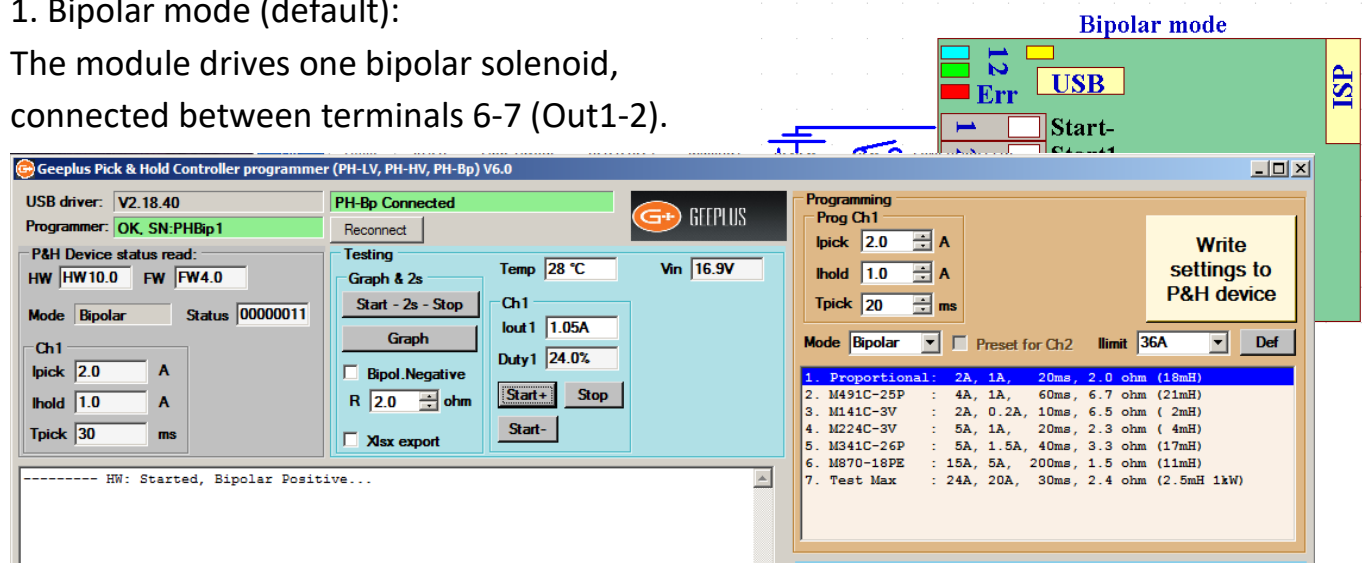 1. Bipolar mode (default):
The module drives one bipolar solenoid,
connected between terminals 6-7 (Out1-2).
Bipolar mode
1 2
Err
USB
ISP
1
Start-
Start1
Geeplus Pick & Hold Controller programmer (PH-LV, PH-HV, PH-Bp) V6.0
USB driver: V2.18.40
Programmer: OK, SN:PHBip1
PH-Bp Connected
Reconnect
G+ GEEPLUS
P&H Device status read:
HW HW10.0 FW FW4.0
Mode Bipolar Status 00000011
Ch1
Ipick 2.0 A
Ihold 1.0 A
Tpick 30 ms
Testing
Graph & 2s
Start - 2s - Stop
Graph
Bipol.Negative
R 2.0 ohm
Xlsx export
Temp 28 °C Vin 16.9V
Ch1
Iout1 1.05A
Duty1 24.0%
Start+ Stop
Start-
Programming
Prog Ch1
Ipick 2.0 A
Ihold 1.0 A
Tpick 20 ms
Write
settings to
P&H device
Mode Bipolar Preset for Ch2 Ilimit 36A Def
1. Proportional: 2A, 1A, 20ms, 2.0 ohm (18mH)
2. M491C-25P : 4A, 1A, 60ms, 6.7 ohm (21mH)
3. M141C-3V : 2A, 0.2A, 10ms, 6.5 ohm ( 2mH)
4. M224C-3V : 5A, 1A, 20ms, 2.3 ohm ( 4mH)
5. M341C-26P : 5A, 1.5A, 40ms, 3.3 ohm (17mH)
6. M870-18PE : 15A, 5A, 200ms, 1.5 ohm (11mH)
7. Test Max : 24A, 20A, 30ms, 2.4 ohm (2.5mH 1kW)
--------- HW: Started, Bipolar Positive...